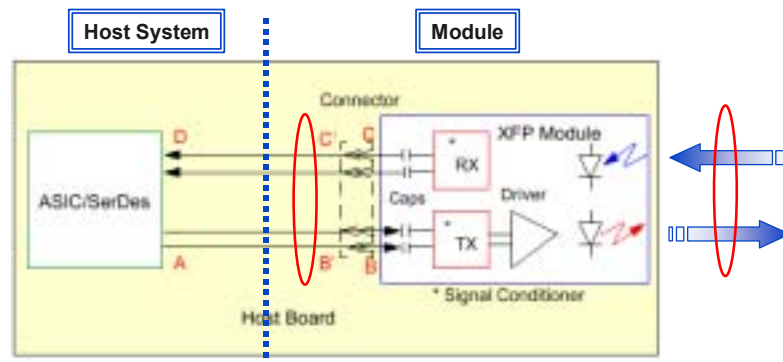 Host System
Module
Connector
D
C'
C
* XFP Module
RX
ASIC/SerDes
Caps
Driver
* TX
A
B'
B
* Signal Conditioner
Host Board